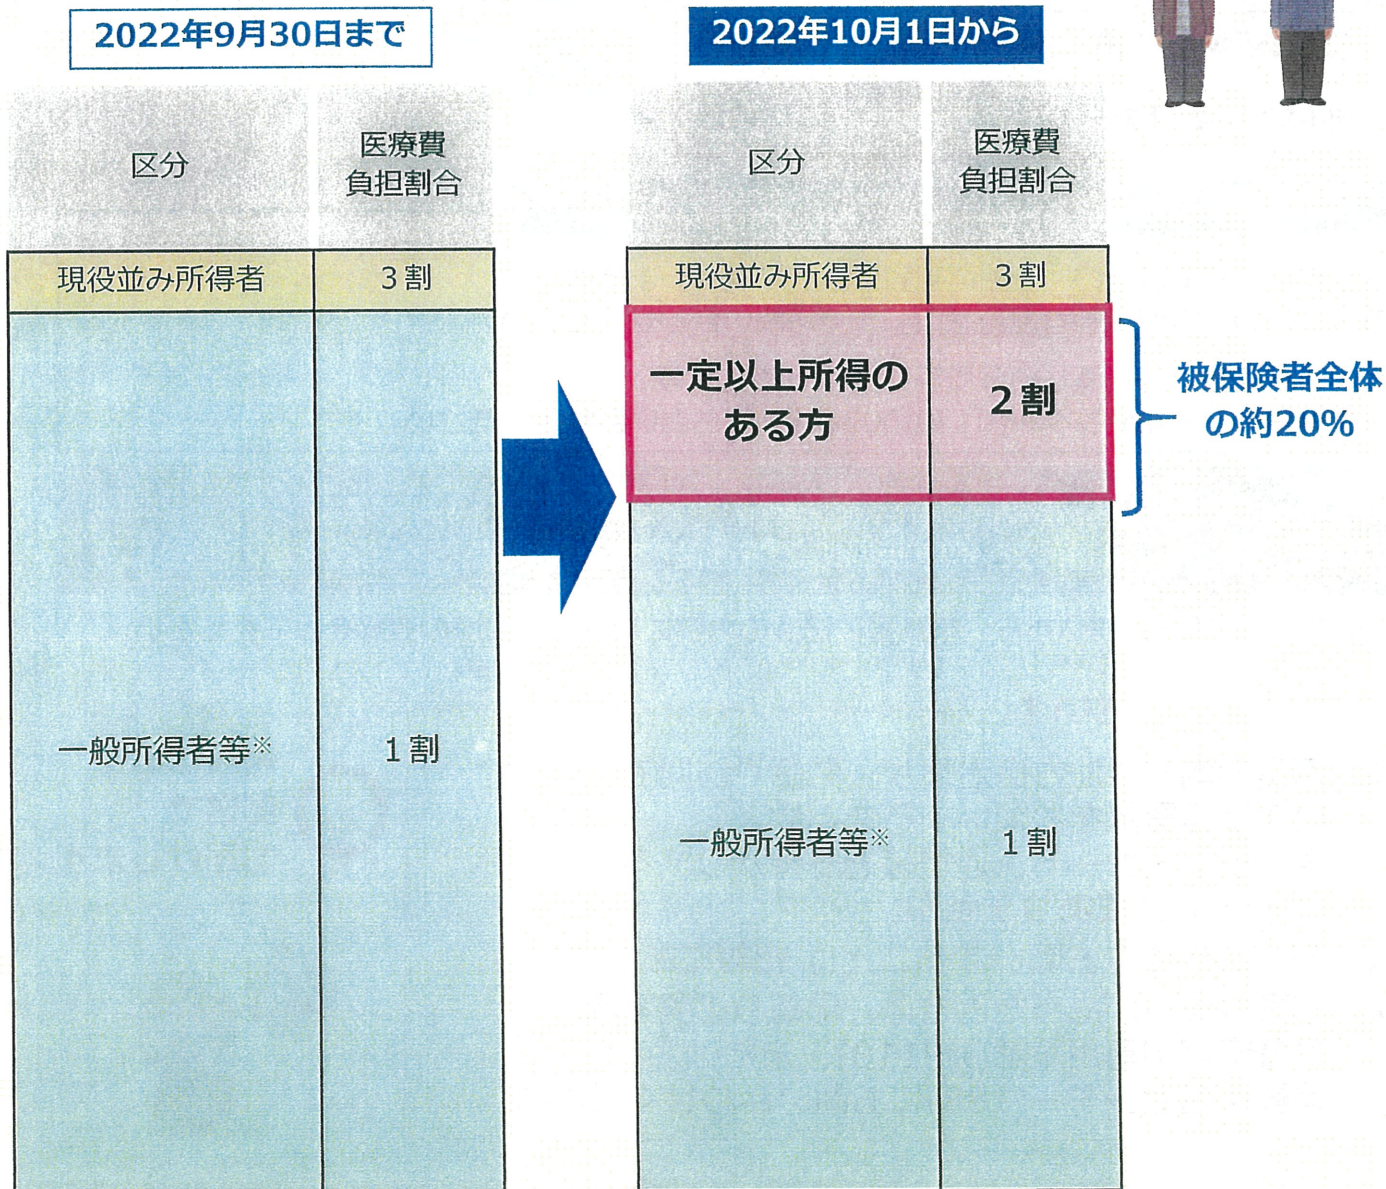 2022年9月30日まで
区分
医療費
負担割合
現役並み所得者
3割
一般所得者等※
1割
2022年10月1日から
区分
医療費
負担割合
現役並み所得者
3割
一定以上所得の
ある方
2割
被保険者全体
の約20%
一般所得者等※
1割